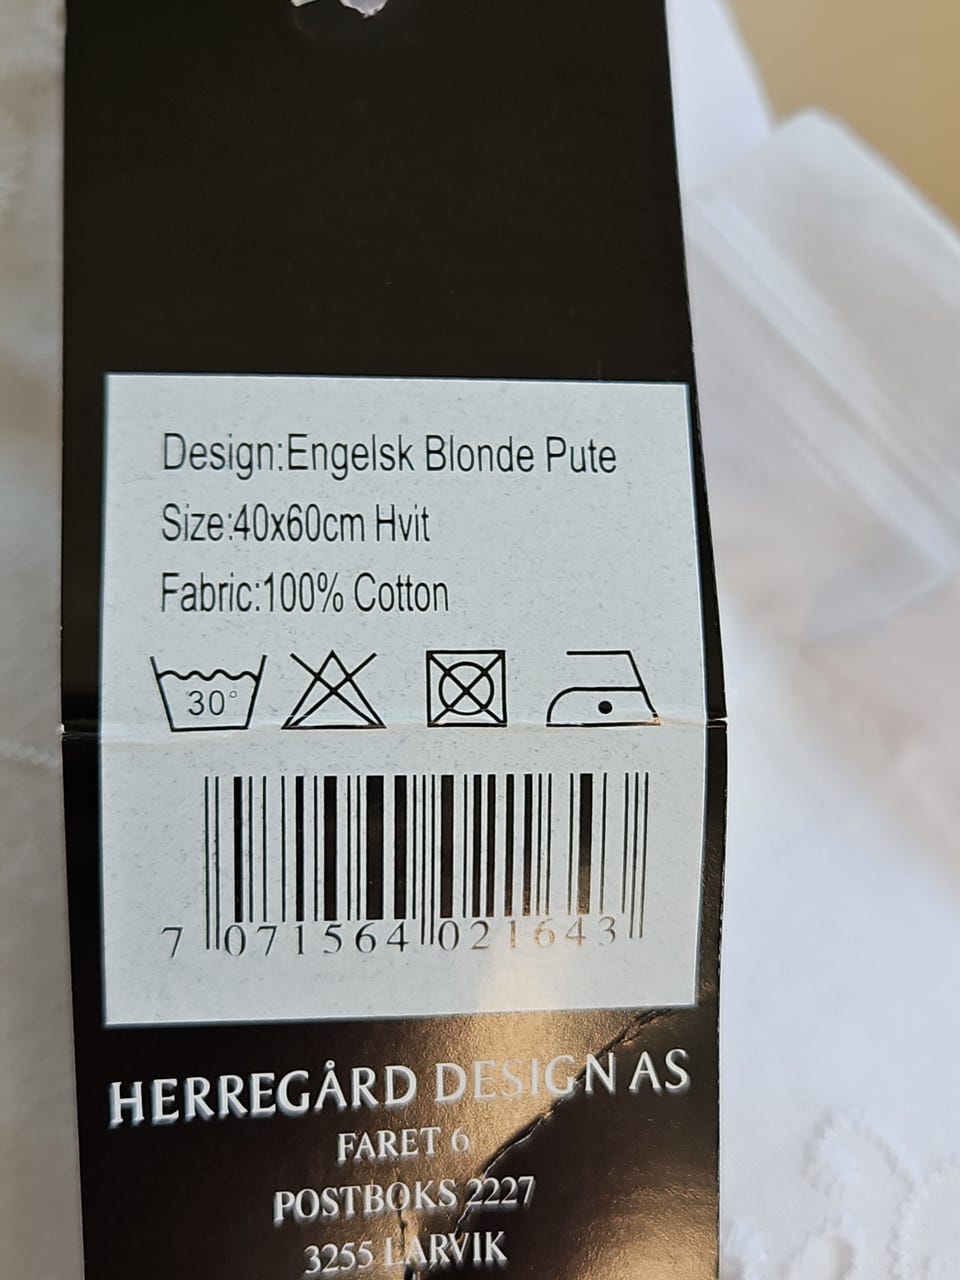 Design:Engelsk Blonde Pute
Size:40x60cm Hvit
Fabric:100% Cotton
30°
7 071564 021643
HERREGÅRD DESIGN AS
FARET 6
POSTBOKS 2227
3255 LARVIK